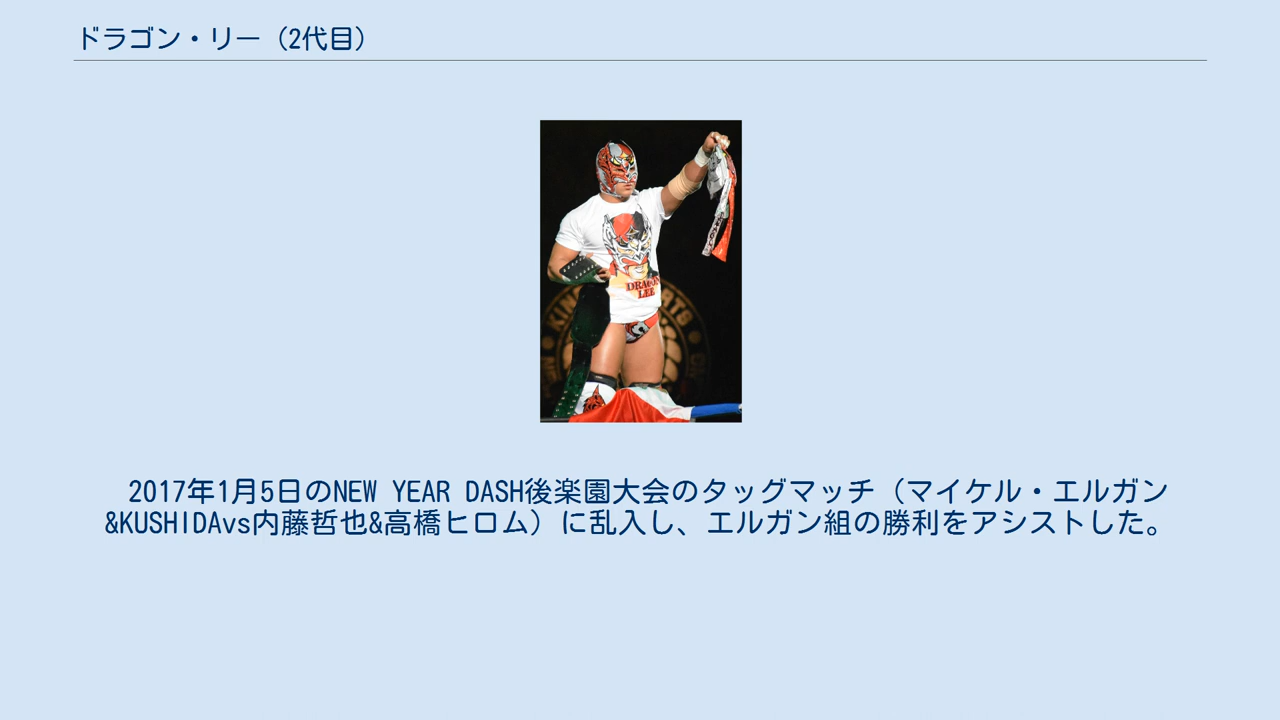 ドラゴン・リー（2代目）
DRAGON
LEE
2017年1月5日のNEW YEAR DASH後楽園大会のタッグマッチ（マイケル・エルガン
&KUSHIDAvs内藤哲也&高橋ヒロム）に乱入し、エルガン組の勝利をアシストした。